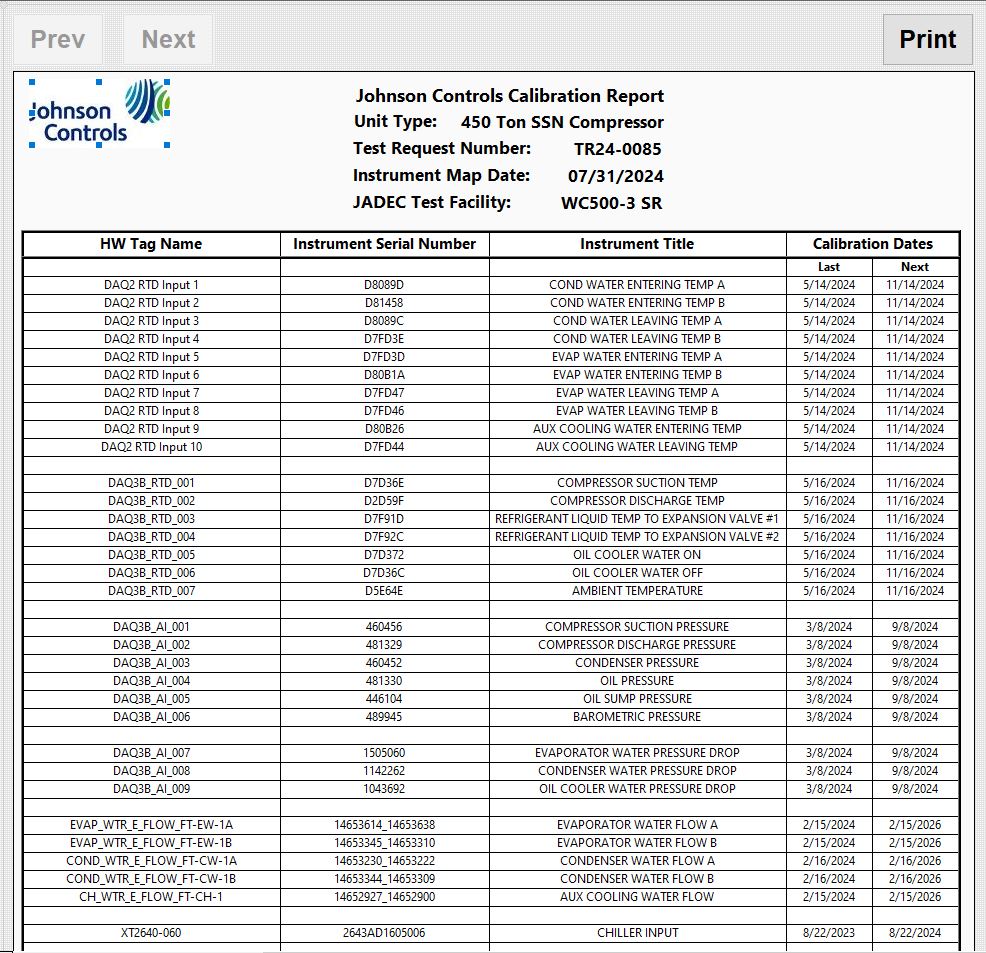 Prev Next Print
Johnson
Controls
Johnson Controls Calibration Report
Unit Type: 450 Ton SSN Compressor
Test Request Number: TR24-0085
Instrument Map Date: 07/31/2024
JADEC Test Facility: WC500-3 SR
HW Tag Name Instrument Serial Number Instrument Title Calibration Dates
Last Next
DAQ2 RTD Input 1 D8089D COND WATER ENTERING TEMP A 5/14/2024 11/14/2024
DAQ2 RTD Input 2 D81458 COND WATER ENTERING TEMP B 5/14/2024 11/14/2024
DAQ2 RTD Input 3 D8089C COND WATER LEAVING TEMP A 5/14/2024 11/14/2024
DAQ2 RTD Input 4 D7FD3E COND WATER LEAVING TEMP B 5/14/2024 11/14/2024
DAQ2 RTD Input 5 D7FD3D EVAP WATER ENTERING TEMP A 5/14/2024 11/14/2024
DAQ2 RTD Input 6 D80B1A EVAP WATER ENTERING TEMP B 5/14/2024 11/14/2024
DAQ2 RTD Input 7 D7FD47 EVAP WATER LEAVING TEMP A 5/14/2024 11/14/2024
DAQ2 RTD Input 8 D7FD46 EVAP WATER LEAVING TEMP B 5/14/2024 11/14/2024
DAQ2 RTD Input 9 D80B26 AUX COOLING WATER ENTERING TEMP 5/14/2024 11/14/2024
DAQ2 RTD Input 10 D7FD44 AUX COOLING WATER LEAVING TEMP 5/14/2024 11/14/2024
DAQ3B_RTD_001 D7D36E COMPRESSOR SUCTION TEMP 5/16/2024 11/16/2024
DAQ3B_RTD_002 D2D59F COMPRESSOR DISCHARGE TEMP 5/16/2024 11/16/2024
DAQ3B_RTD_003 D7F91D REFRIGERANT LIQUID TEMP TO EXPANSION VALVE #1 5/16/2024 11/16/2024
DAQ3B_RTD_004 D7F92C REFRIGERANT LIQUID TEMP TO EXPANSION VALVE #2 5/16/2024 11/16/2024
DAQ3B_RTD_005 D7D372 OIL COOLER WATER ON 5/16/2024 11/16/2024
DAQ3B_RTD_006 D7D36C OIL COOLER WATER OFF 5/16/2024 11/16/2024
DAQ3B_RTD_007 D5E64E AMBIENT TEMPERATURE 5/16/2024 11/16/2024
DAQ3B_AI_001 460456 COMPRESSOR SUCTION PRESSURE 3/8/2024 9/8/2024
DAQ3B_AI_002 481329 COMPRESSOR DISCHARGE PRESSURE 3/8/2024 9/8/2024
DAQ3B_AI_003 460452 CONDENSER PRESSURE 3/8/2024 9/8/2024
DAQ3B_AI_004 481330 OIL PRESSURE 3/8/2024 9/8/2024
DAQ3B_AI_005 446104 OIL SUMP PRESSURE 3/8/2024 9/8/2024
DAQ3B_AI_006 489945 BAROMETRIC PRESSURE 3/8/2024 9/8/2024
DAQ3B_AI_007 1505060 EVAPORATOR WATER PRESSURE DROP 3/8/2024 9/8/2024
DAQ3B_AI_008 1142262 CONDENSER WATER PRESSURE DROP 3/8/2024 9/8/2024
DAQ3B_AI_009 1043692 OIL COOLER WATER PRESSURE DROP 3/8/2024 9/8/2024
EVAP_WTR_E_FLOW_FT-EW-1A 14653614_14653638 EVAPORATOR WATER FLOW A 2/15/2024 2/15/2026
EVAP_WTR_E_FLOW_FT-EW-1B 14653345_14653310 EVAPORATOR WATER FLOW B 2/15/2024 2/15/2026
COND_WTR_E_FLOW_FT-CW-1A 14653230_14653222 CONDENSER WATER FLOW A 2/16/2024 2/16/2026
COND_WTR_E_FLOW_FT-CW-1B 14653344_14653309 CONDENSER WATER FLOW B 2/16/2024 2/16/2026
CH_WTR_E_FLOW_FT-CH-1 14652927_14652900 AUX COOLING WATER FLOW 2/15/2024 2/15/2026
XT2640-060 2643AD1605006 CHILLER INPUT 8/22/2023 8/22/2024